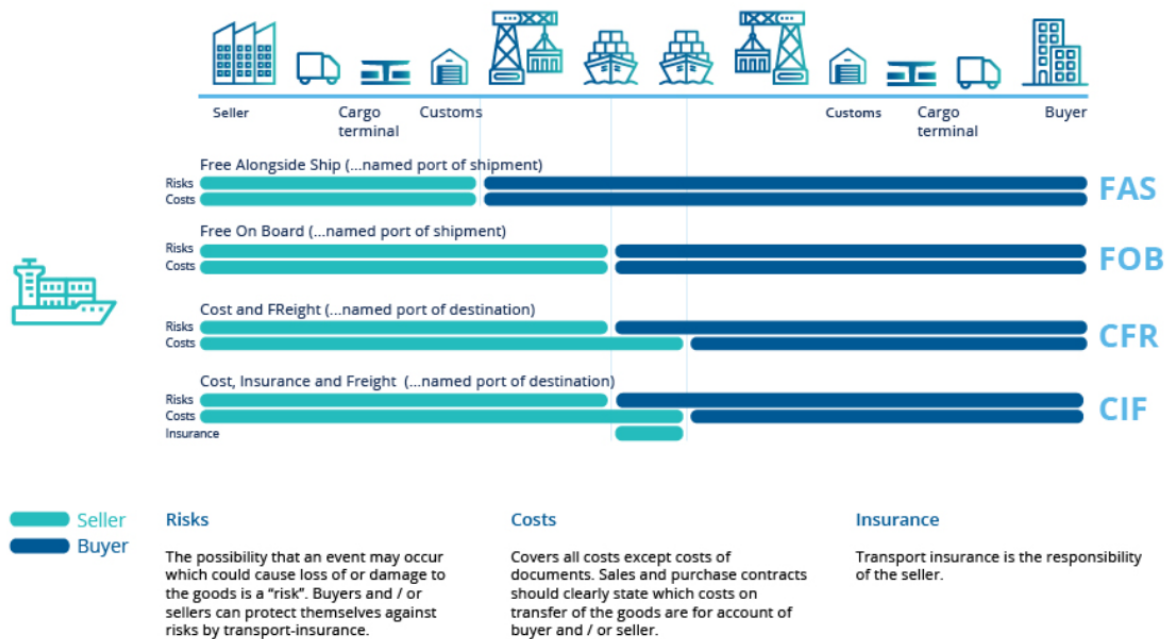 Seller
Cargo
terminal
Customs
Customs
Cargo
terminal
Buyer
Free Alongside Ship (...named port of shipment)
Risks
Costs
FAS
Free On Board (...named port of shipment)
Risks
Costs
FOB
Cost and FReight (...named port of destination)
Risks
Costs
CFR
Cost, Insurance and Freight (...named port of destination)
Risks
Costs
Insurance
CIF
Seller
Buyer
Risks
The possibility that an event may occur
which could cause loss of or damage to
the goods is a “risk”. Buyers and / or
sellers can protect themselves against
risks by transport-insurance.
Costs
Covers all costs except costs of
documents. Sales and purchase contracts
should clearly state which costs on
transfer of the goods are for account of
buyer and / or seller.
Insurance
Transport insurance is the responsibility
of the seller.